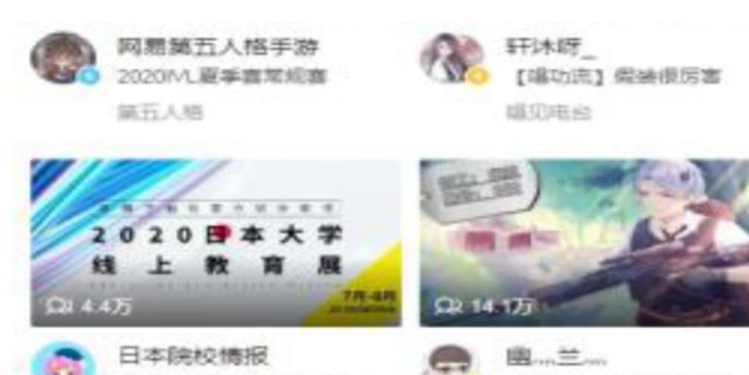 网易第五人格手游
轩沐呀_
2020IVL夏季赛常规赛
【唱功流】假装很厉害
第五人格
唱见电台
2020日本大学
线上教育展
7月-8月
4.4万
14.1万
日本院校情报
幽....兰....